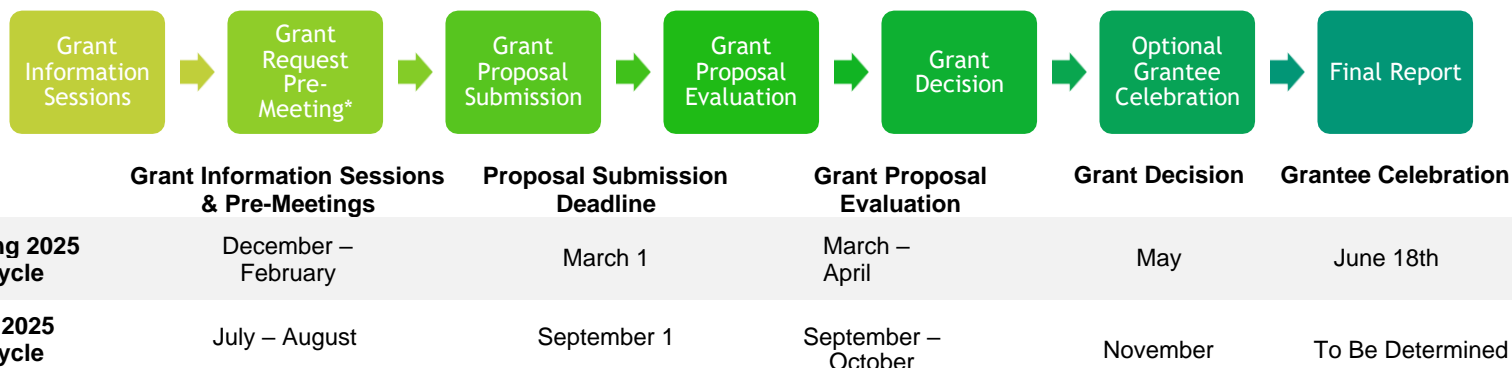 Grant
Information
Sessions
Grant
Request
Pre-
Meeting*
Grant
Proposal
Submission
Grant
Proposal
Evaluation
Grant
Decision
Optional
Grantee
Celebration
Final Report
Grant Information Sessions
& Pre-Meetings
Proposal Submission
Deadline
Grant Proposal
Evaluation
Grant Decision
Grantee Celebration
2025
December –
February
March 1
March –
April
May
June 18th
2025
July – August
September 1
September –
October
November
To Be Determined